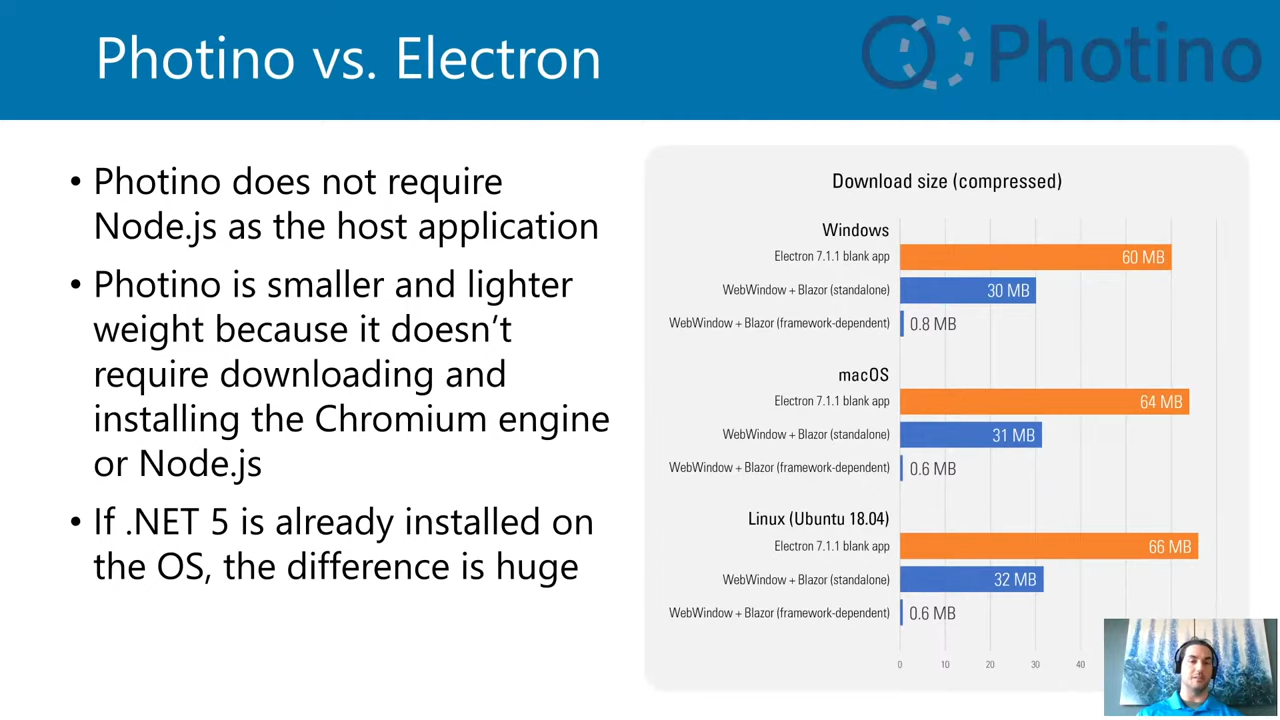 Photino vs. Electron
Photino
• Photino does not require
Node.js as the host application
• Photino is smaller and lighter
weight because it doesn’t
require downloading and
installing the Chromium engine
or Node.js
• If .NET 5 is already installed on
the OS, the difference is huge
Download size (compressed)
Windows
Electron 7.1.1 blank app 60 MB
WebWindow + Blazor (standalone) 30 MB
WebWindow + Blazor (framework-dependent) 0.8 MB
macOS
Electron 7.1.1 blank app 64 MB
WebWindow + Blazor (standalone) 31 MB
WebWindow + Blazor (framework-dependent) 0.6 MB
Linux (Ubuntu 18.04)
Electron 7.1.1 blank app 66 MB
WebWindow + Blazor (standalone) 32 MB
WebWindow + Blazor (framework-dependent) 0.6 MB
0 10 20 30 40